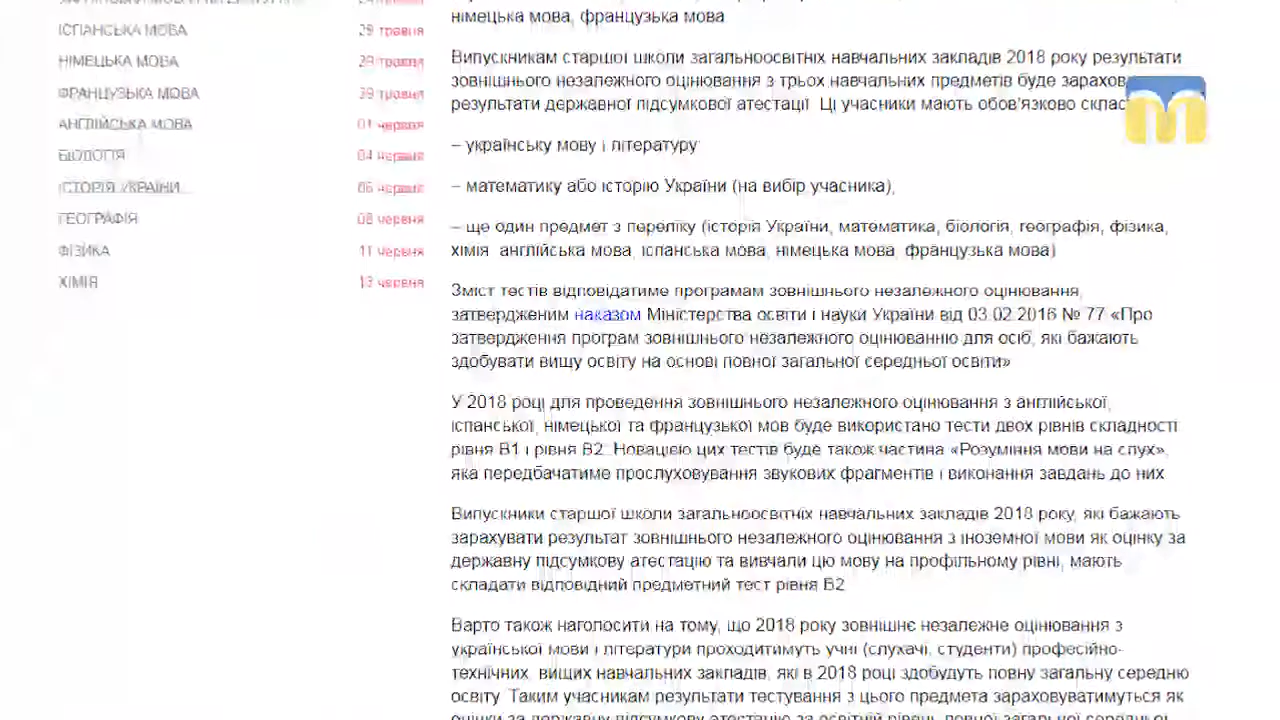 ІСПАНСЬКА МОВА 29 травня
НІМЕЦЬКА МОВА 29 травня
ФРАНЦУЗЬКА МОВА 29 травня
АНГЛІЙСЬКА МОВА 01 червня
БІОЛОГІЯ 04 червня
ІСТОРІЯ УКРАЇНИ 06 червня
ГЕОГРАФІЯ 08 червня
ФІЗИКА 11 червня
ХІМІЯ 13 червня
німецька мова, французька мова
Випускникам старшої школи загальноосвітніх навчальних закладів 2018 року результати
зовнішнього незалежного оцінювання з трьох навчальних предметів буде
результати державної підсумкової атестації. Ці учасники мають обов'язково
– українську мову і літературу
– математику або історію України (на вибір учасника),
– ще один предмет з переліку (історія України, математика, біологія, географія, фізика,
хімія, англійська мова, іспанська мова, німецька мова, французька мова)
Зміст тестів відповідатиме програмам зовнішнього незалежного оцінювання,
затвердженим наказом Міністерства освіти і науки України від 03.02.2016 № 77 «Про
затвердження програм зовнішнього незалежного оцінюванню для осіб, які бажають
здобувати вищу освіту на основі повної загальної середньої освіти»
У 2018 році для проведення зовнішнього незалежного оцінювання з англійської,
іспанської, німецької та французької мов буде використано тести двох рівнів складності
рівня В1 і рівня В2. Новацією цих тестів буде також частина «Розуміння мови на слух»,
яка передбачатиме прослуховування звукових фрагментів і виконання завдань до них
Випускники старшої школи загальноосвітніх навчальних закладів 2018 року, які бажають
зарахувати результат зовнішнього незалежного оцінювання з іноземної мови як оцінку за
державну підсумкову атестацію та вивчали цю мову на профільному рівні, мають
складати відповідний предметний тест рівня В2
Варто також наголосити на тому, що 2018 року зовнішнє незалежне оцінювання з
української мови і літератури проходитимуть учні (слухачі, студенти) професійно-
технічних, вищих навчальних закладів, які в 2018 році здобудуть повну загальну середню
освіту. Таким учасникам результати тестування з цього предмета зараховуватимуться як
оцінки за державну підсумкову атестацію за освітній рівень повної загальної середньої